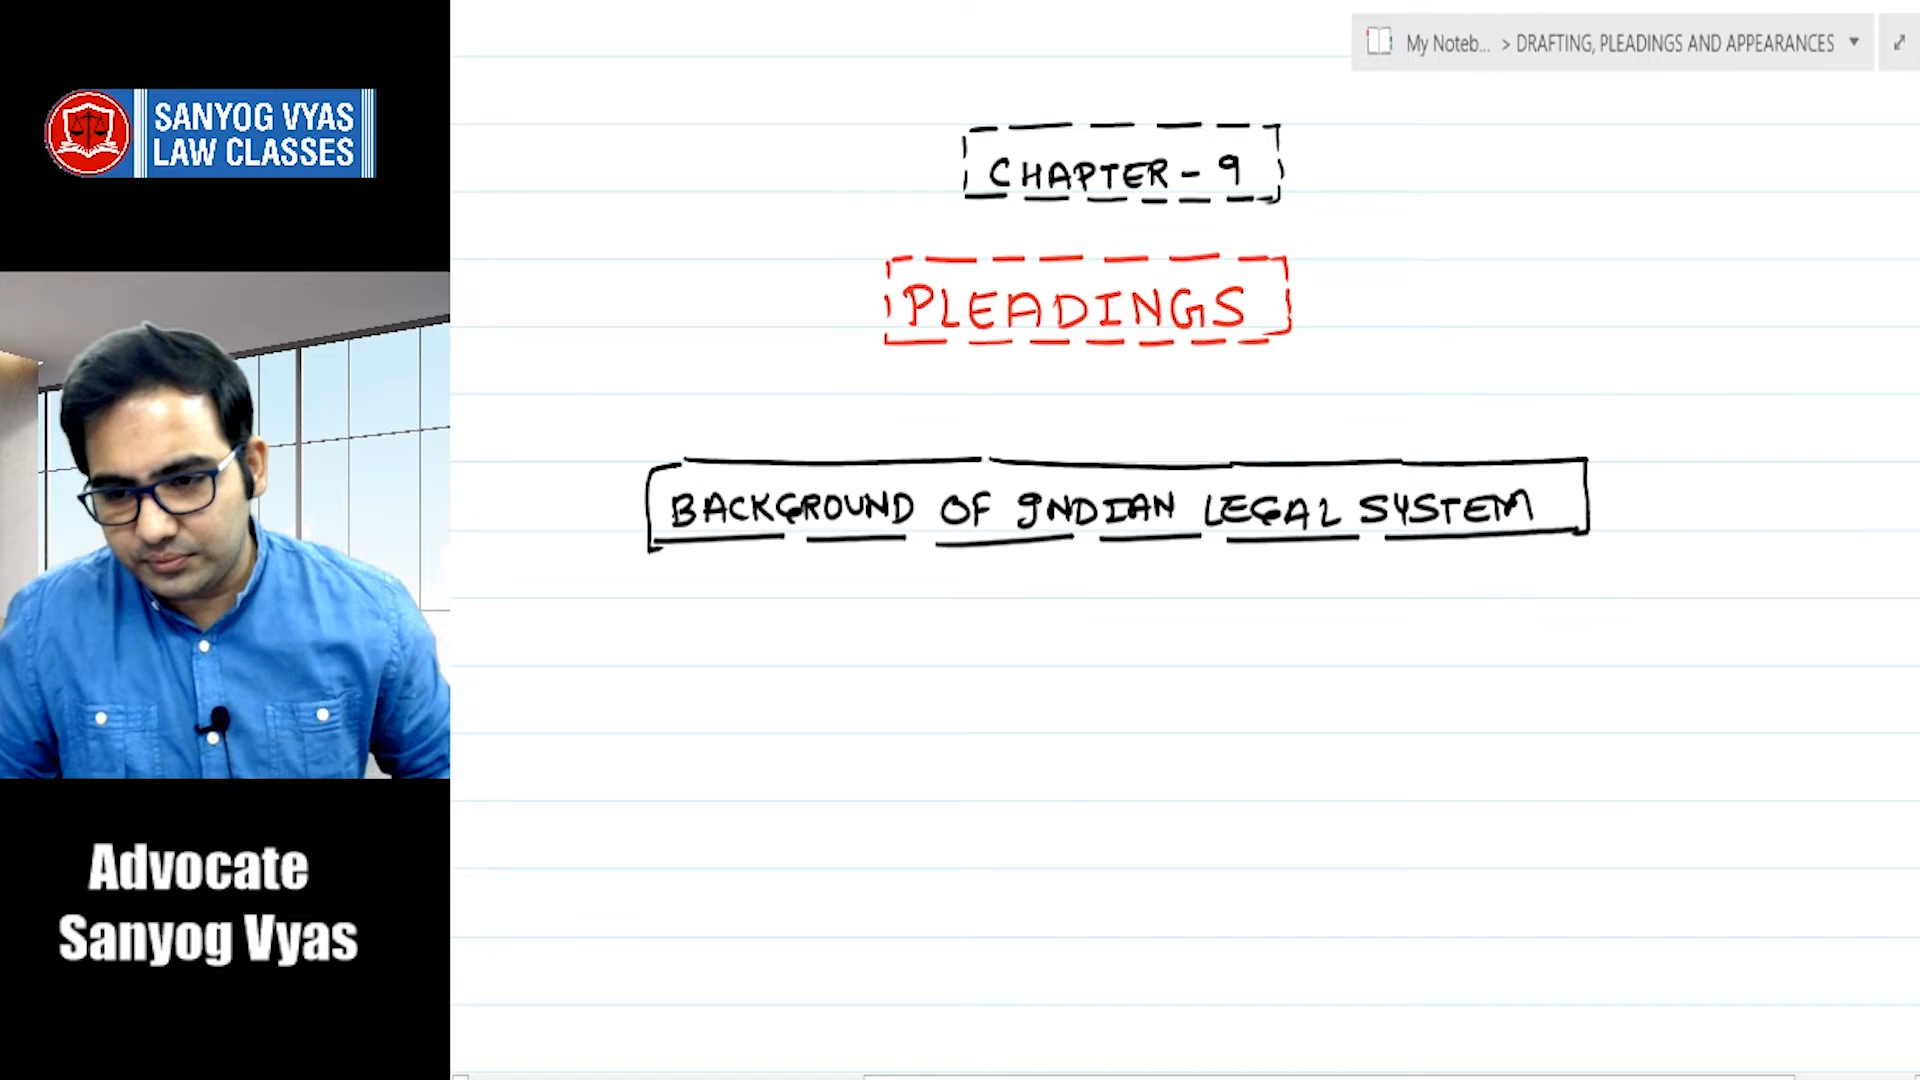 SANYOG VYAS
LAW CLASSES
My Noteb... > DRAFTING, PLEADINGS AND APPEARANCES
CHAPTER - 9
PLEADINGS
BACKGROUND OF INDIAN LEGAL SYSTEM
Advocate
Sanyog Vyas